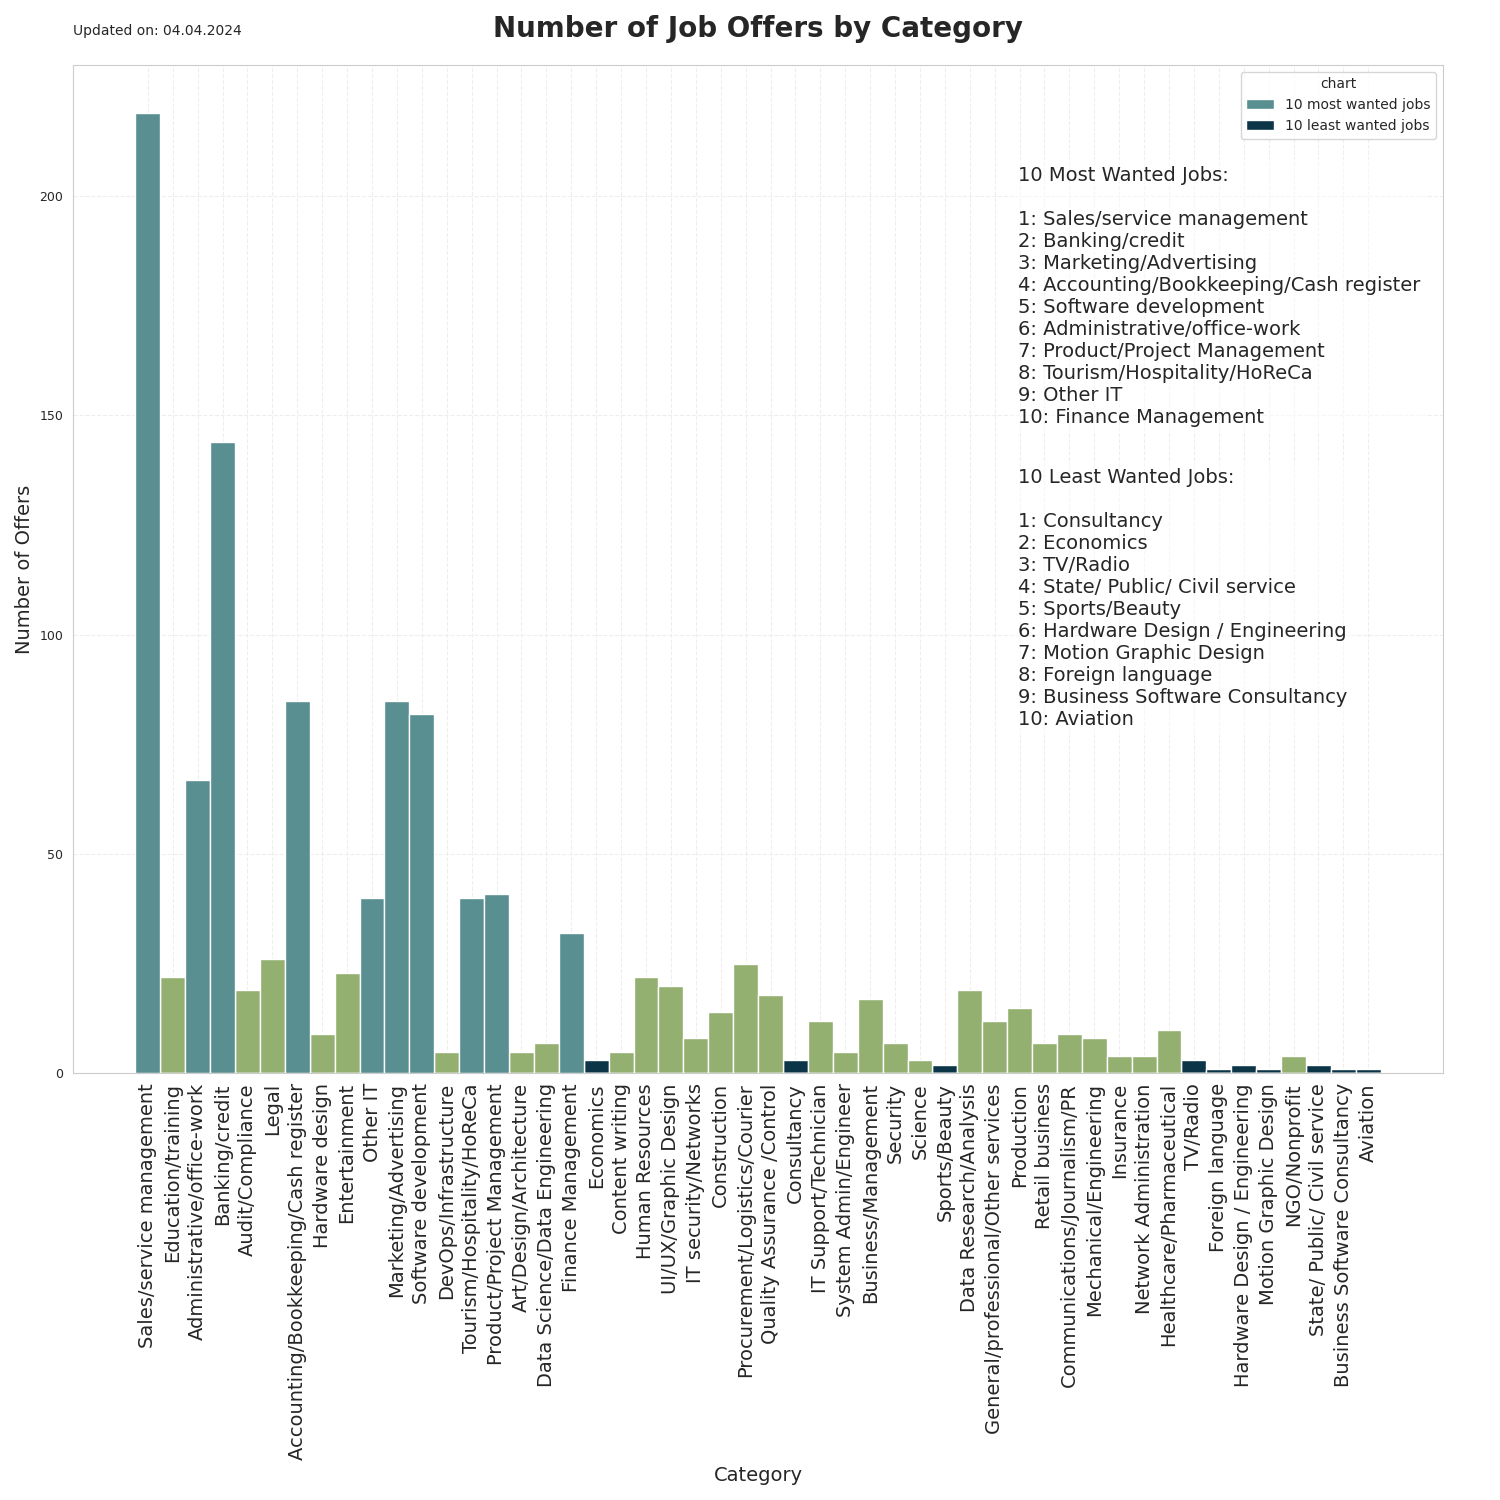 Updated on: 04.04.2024
Number of Job Offers by Category
chart
10 most wanted jobs
10 least wanted jobs
10 Most Wanted Jobs:
1: Sales/service management
2: Banking/credit
3: Marketing/Advertising
4: Accounting/Bookkeeping/Cash register
5: Software development
6: Administrative/office-work
7: Product/Project Management
8: Tourism/Hospitality/HoReCa
9: Other IT
10: Finance Management
10 Least Wanted Jobs:
1: Consultancy
2: Economics
3: TV/Radio
4: State/ Public/ Civil service
5: Sports/Beauty
6: Hardware Design / Engineering
7: Motion Graphic Design
8: Foreign language
9: Business Software Consultancy
10: Aviation
Number of Offers
200
150
100
50
0
Sales/service management
Education/training
Administrative/office-work
Banking/credit
Audit/Compliance
Legal
Accounting/Bookkeeping/Cash register
Hardware design
Entertainment
Other IT
Marketing/Advertising
Software development
DevOps/Infrastructure
Tourism/Hospitality/HoReCa
Product/Project Management
Art/Design/Architecture
Data Science/Data Engineering
Finance Management
Economics
Content writing
Human Resources
UI/UX/Graphic Design
IT security/Networks
Construction
Procurement/Logistics/Courier
Quality Assurance /Control
Consultancy
IT Support/Technician
System Admin/Engineer
Business/Management
Security
Science
Sports/Beauty
Data Research/Analysis
General/professional/Other services
Production
Retail business
Communications/Journalism/PR
Mechanical/Engineering
Insurance
Network Administration
Healthcare/Pharmaceutical
TV/Radio
Foreign language
Hardware Design / Engineering
Motion Graphic Design
NGO/Nonprofit
State/ Public/ Civil service
Business Software Consultancy
Aviation
Category